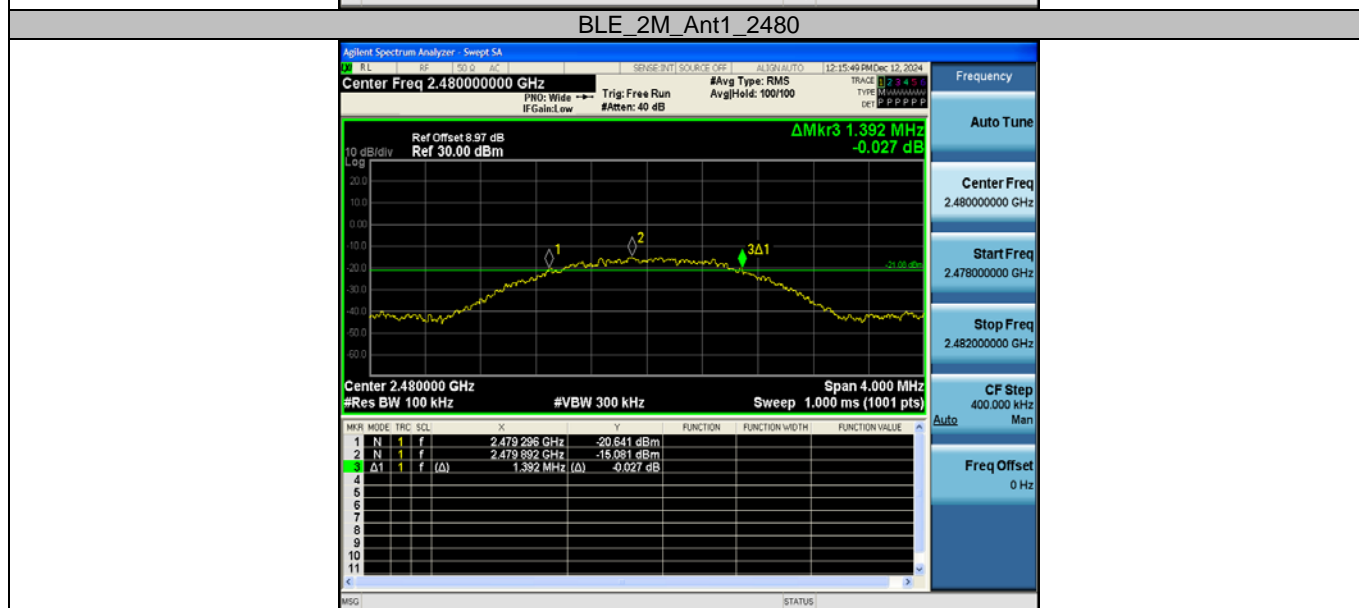 BLE_2M_Ant1_2480
Agilent Spectrum Analyzer - Swept SA
RL RF 50 Ω AC SENSE:INT SOURCE OFF ALIGN AUTO 12:15:49 PM Dec 12, 2024
Center Freq 2.480000000 GHz #Avg Type: RMS TRACE 1 2 3 4 5 6
PNO: Wide Trig: Free Run Avg|Hold: 100/100 TYPE M WWWWW
IFGain:Low #Atten: 40 dB DET P P P P P P
Frequency
Auto Tune
Center Freq
2.480000000 GHz
Start Freq
2.478000000 GHz
Stop Freq
2.482000000 GHz
CF Step
400.000 kHz
Auto Man
Freq Offset
0 Hz
ΔMkr3 1.392 MHz
-0.027 dB
Ref Offset 8.97 dB
10 dB/div Ref 30.00 dBm
Log
20.0
10.0
0.00
-10.0
-20.0
-30.0
-40.0
-50.0
-60.0
1
2
3Δ1
-21.08 dBm
Center 2.480000 GHz Span 4.000 MHz
#Res BW 100 kHz #VBW 300 kHz Sweep 1.000 ms (1001 pts)
MKR MODE TRC SCL X Y FUNCTION FUNCTION WIDTH FUNCTION VALUE
1 N 1 f 2.479 296 GHz -20.641 dBm
2 N 1 f 2.479 892 GHz -15.081 dBm
3 Δ1 1 f (Δ) 1.392 MHz (Δ) -0.027 dB
4
5
6
7
8
9
10
11
MSG STATUS